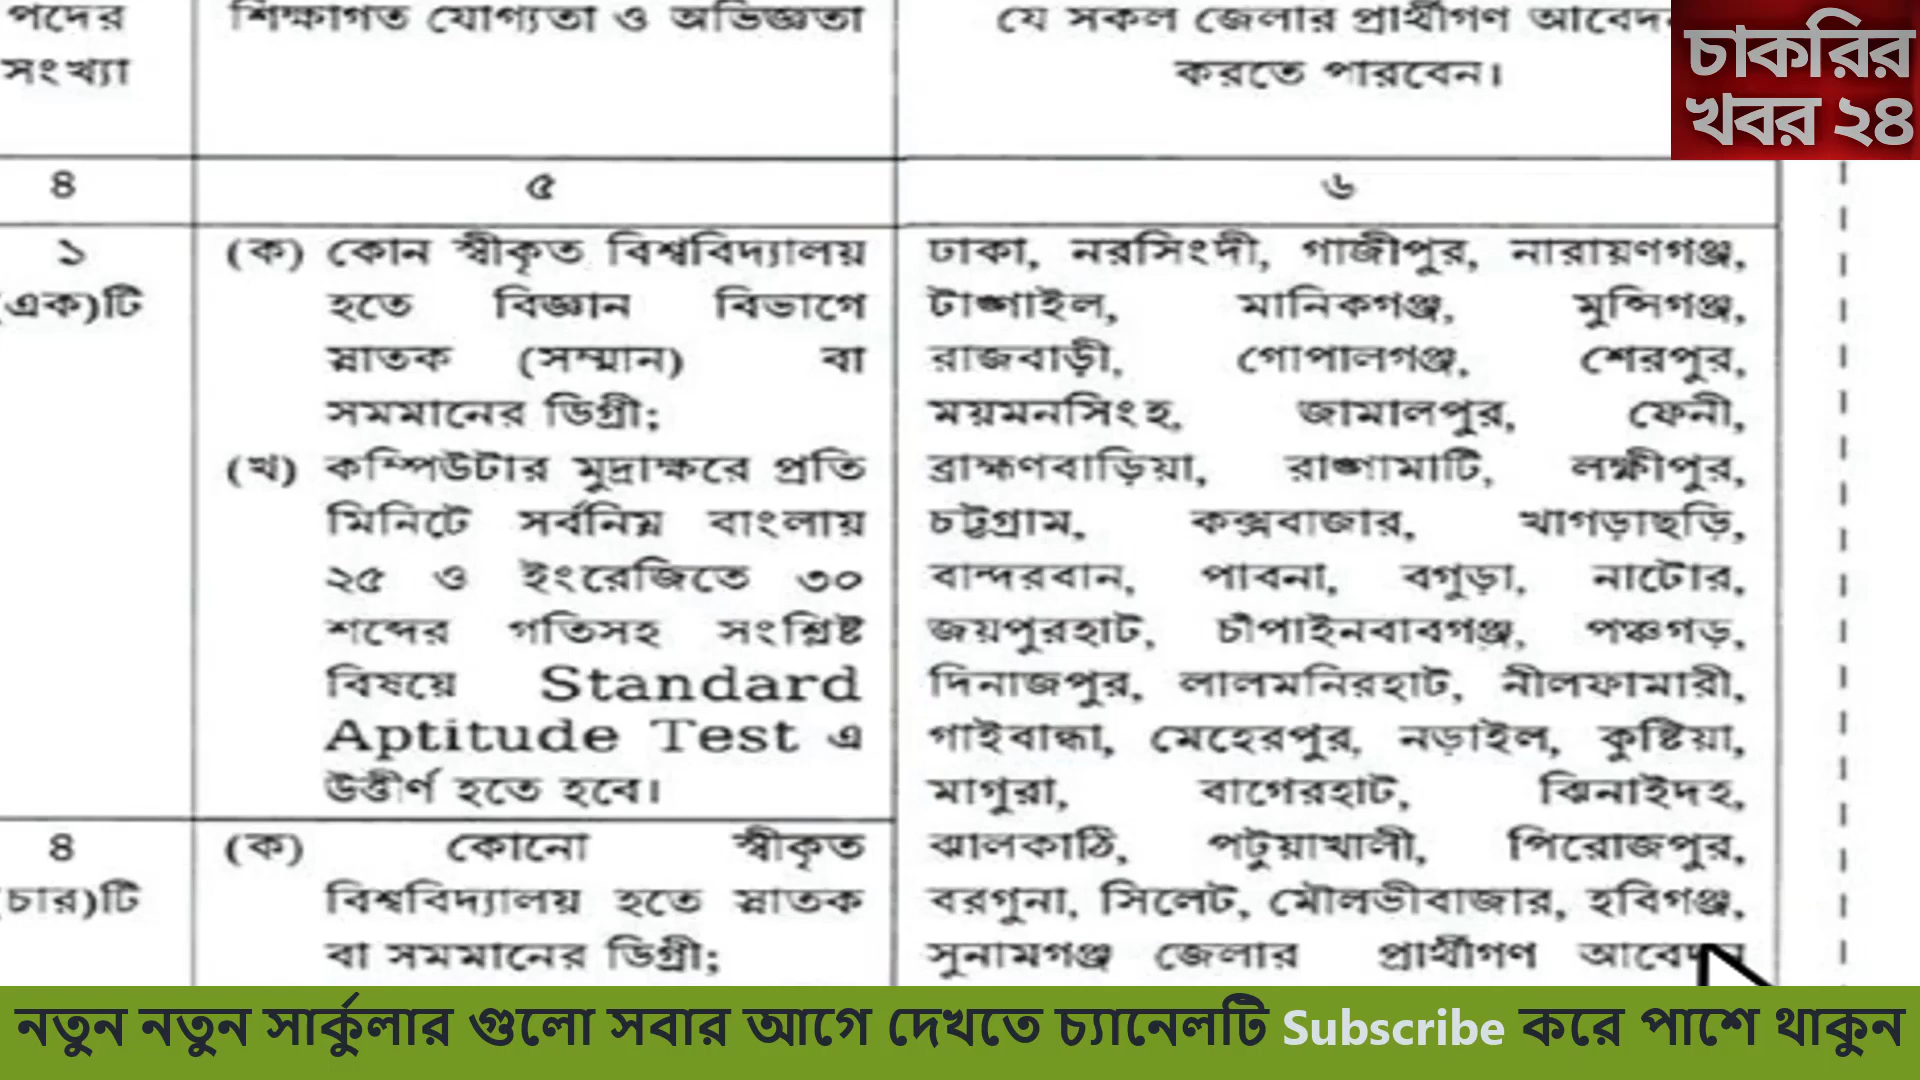 পদের
সংখ্যা
শিক্ষাগত যোগ্যতা ও অভিজ্ঞতা
যে সকল জেলার প্রার্থীগণ
করতে পারবেন।
চাকরির
খবর ২৪
৪
৫
৬
১
(এক)টি
(ক) কোন স্বীকৃত বিশ্ববিদ্যালয়
হতে বিজ্ঞান বিভাগে
স্নাতক (সম্মান) বা
সমমানের ডিগ্রী;
(খ) কম্পিউটার মুদ্রাক্ষরে প্রতি
মিনিটে সর্বনিম্ন বাংলায়
২৫ ও ইংরেজিতে ৩০
শব্দের গতিসহ সংশ্লিষ্ট
বিষয়ে Standard
Aptitude Test এ
উত্তীর্ণ হতে হবে।
ঢাকা, নরসিংদী, গাজীপুর, নারায়ণগঞ্জ,
টাঙ্গাইল, মানিকগঞ্জ, মুন্সিগঞ্জ,
রাজবাড়ী, গোপালগঞ্জ, শেরপুর,
ময়মনসিংহ, জামালপুর, ফেনী,
ব্রাহ্মণবাড়িয়া, রাঙ্গামাটি, লক্ষীপুর,
চট্টগ্রাম, কক্সবাজার, খাগড়াছড়ি,
বান্দরবান, পাবনা, বগুড়া, নাটোর,
জয়পুরহাট, চাঁপাইনবাবগঞ্জ, পঞ্চগড়,
দিনাজপুর, লালমনিরহাট, নীলফামারী,
গাইবান্ধা, মেহেরপুর, নড়াইল, কুষ্টিয়া,
মাগুরা, বাগেরহাট, ঝিনাইদহ,
ঝালকাঠি, পটুয়াখালী, পিরোজপুর,
বরগুনা, সিলেট, মৌলভীবাজার, হবিগঞ্জ,
সুনামগঞ্জ জেলার প্রার্থীগণ আবেদন
৪
(চার)টি
(ক) কোনো স্বীকৃত
বিশ্ববিদ্যালয় হতে স্নাতক
বা সমমানের ডিগ্রী;
নতুন নতুন সার্কুলার গুলো সবার আগে দেখতে চ্যানেলটি Subscribe করে পাশে থাকুন